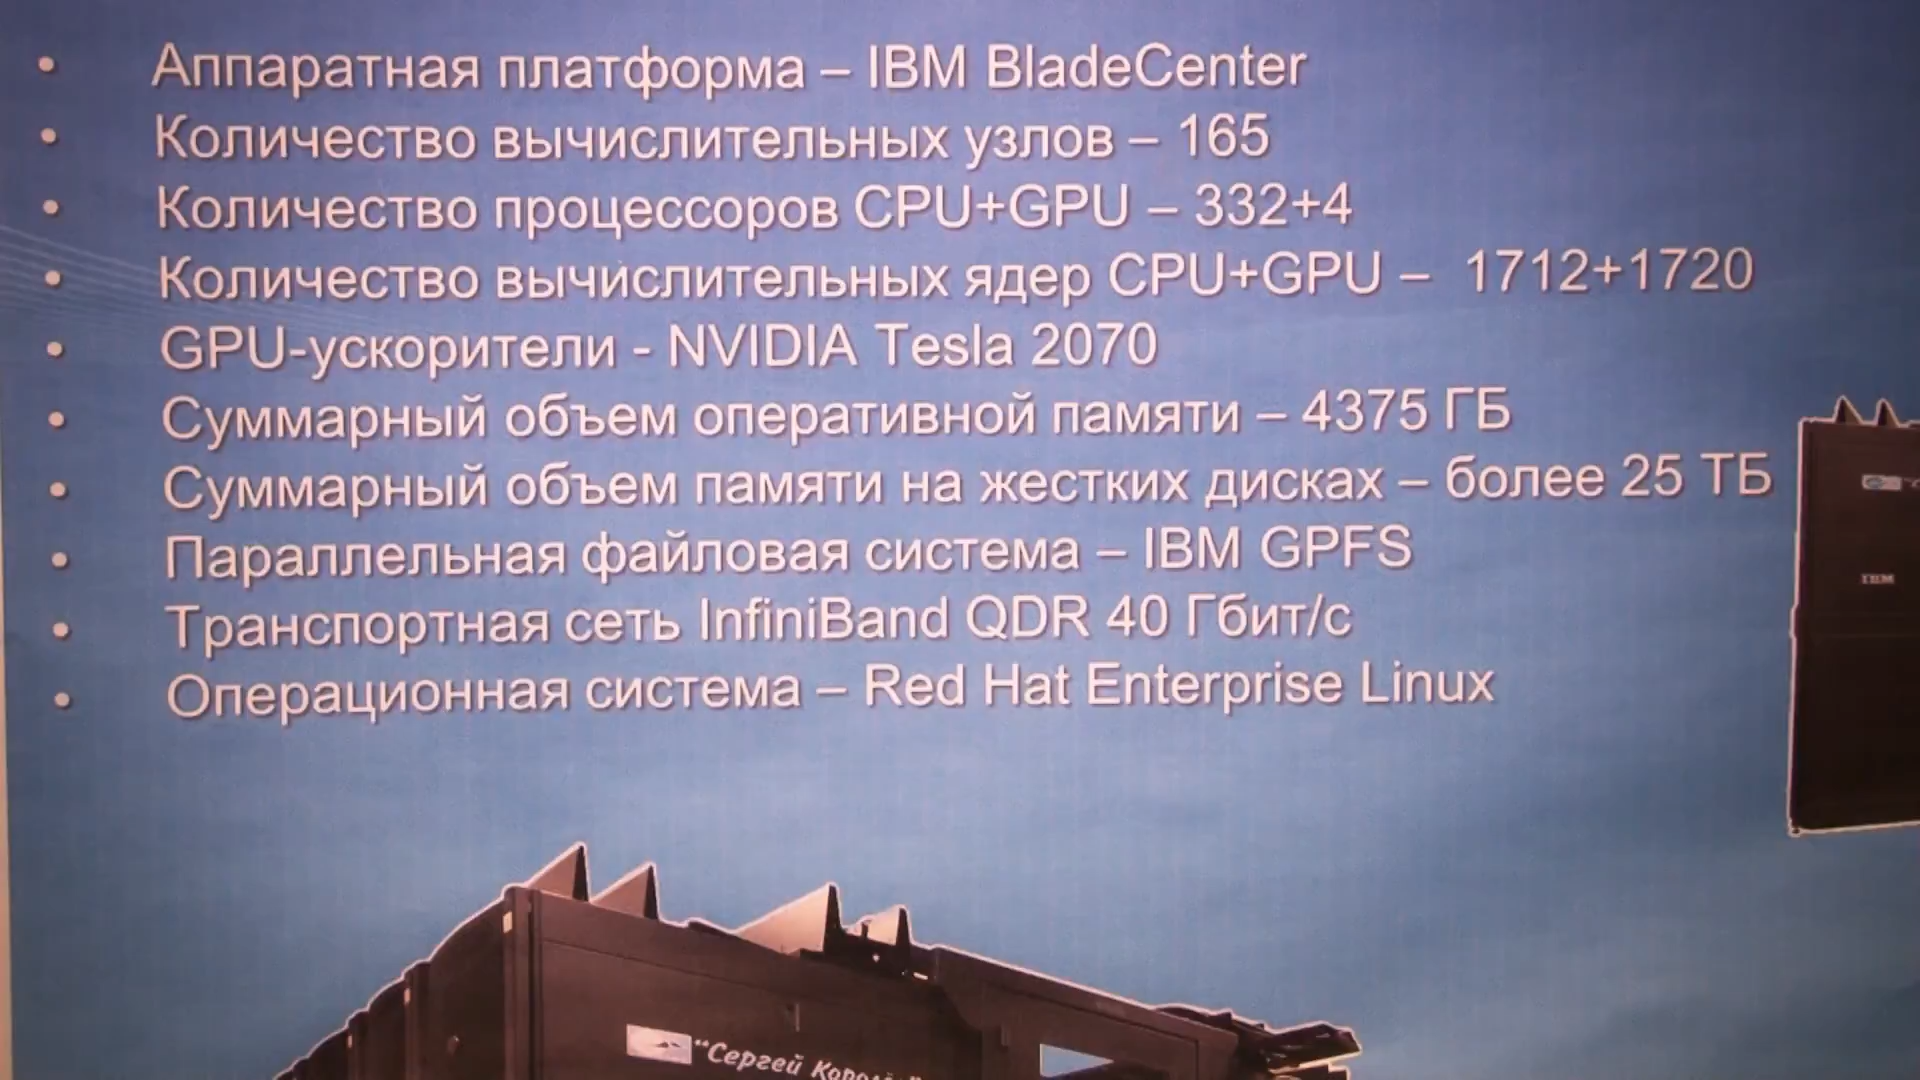 • Аппаратная платформа – IBM BladeCenter
• Количество вычислительных узлов – 165
• Количество процессоров CPU+GPU – 332+4
• Количество вычислительных ядер CPU+GPU – 1712+1720
• GPU-ускорители - NVIDIA Tesla 2070
• Суммарный объем оперативной памяти – 4375 ГБ
• Суммарный объем памяти на жестких дисках – более 25 ТБ
• Параллельная файловая система – IBM GPFS
• Транспортная сеть InfiniBand QDR 40 Гбит/с
• Операционная система – Red Hat Enterprise Linux
IBM
"Сергей